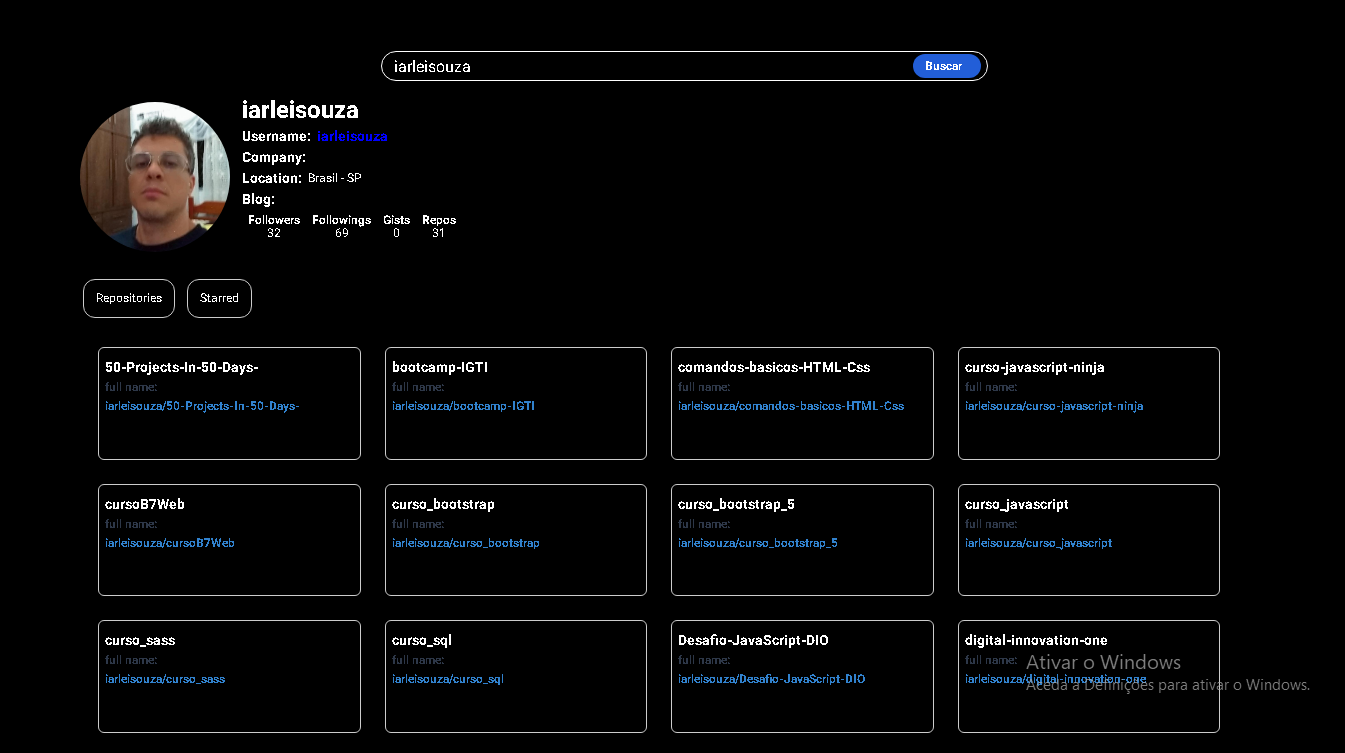 iarleisouza Buscar
iarleisouza
Username: iarleisouza
Company:
Location: Brasil - SP
Blog:
Followers Followings Gists Repos
32 69 0 31
Repositories Starred
50-Projects-In-50-Days- bootcamp-IGTI comandos-basicos-HTML-Css curso-javascript-ninja
full name: full name: full name: full name:
iarleisouza/50-Projects-In-50-Days- iarleisouza/bootcamp-IGTI iarleisouza/comandos-basicos-HTML-Css iarleisouza/curso-javascript-ninja
cursoB7Web curso_bootstrap curso_bootstrap_5 curso_javascript
full name: full name: full name: full name:
iarleisouza/cursoB7Web iarleisouza/curso_bootstrap iarleisouza/curso_bootstrap_5 iarleisouza/curso_javascript
curso_sass curso_sql Desafio-JavaScript-DIO digital-innovation-one
full name: full name: full name: full name:
iarleisouza/curso_sass iarleisouza/curso_sql iarleisouza/Desafio-JavaScript-DIO iarleisouza/digital-innovation-one
Ativar o Windows
Aceda a Definições para ativar o Windows.